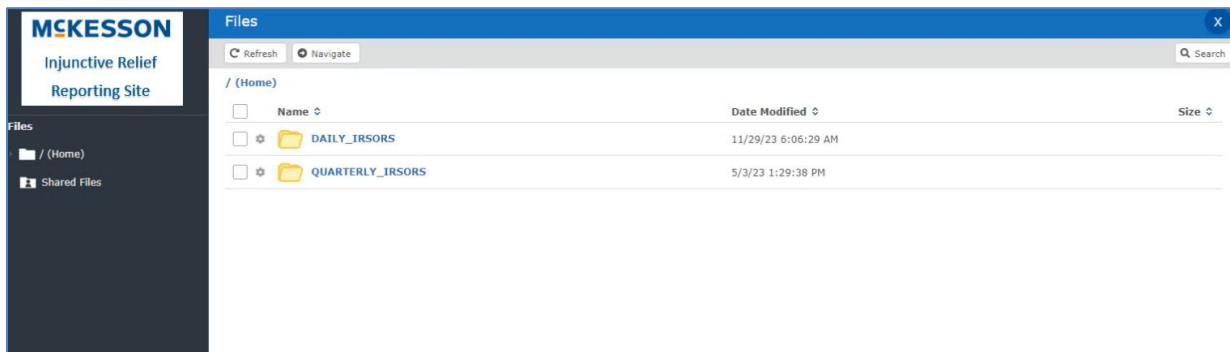 MCKESSON
Injunctive Relief
Reporting Site
Files
/ (Home)
Shared Files
Files
X
Refresh Navigate Search
/ (Home)
Name Date Modified Size
DAILY_IRSORS 11/29/23 6:06:29 AM
QUARTERLY_IRSORS 5/3/23 1:29:38 PM